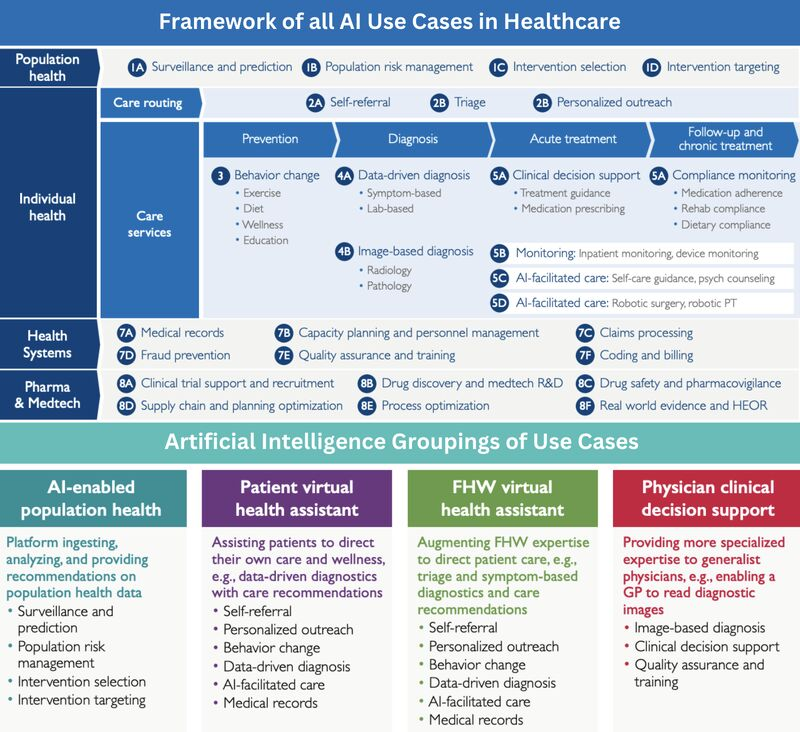 Framework of all AI Use Cases in Healthcare
Population health
1A Surveillance and prediction 1B Population risk management 1C Intervention selection 1D Intervention targeting
Individual health
Care routing
2A Self-referral 2B Triage 2B Personalized outreach
Care services
Prevention
3 Behavior change
• Exercise
• Diet
• Wellness
• Education
Diagnosis
4A Data-driven diagnosis
• Symptom-based
• Lab-based
4B Image-based diagnosis
• Radiology
• Pathology
Acute treatment
5A Clinical decision support
• Treatment guidance
• Medication prescribing
Follow-up and chronic treatment
5A Compliance monitoring
• Medication adherence
• Rehab compliance
• Dietary compliance
5B Monitoring: Inpatient monitoring, device monitoring
5C AI-facilitated care: Self-care guidance, psych counseling
5D AI-facilitated care: Robotic surgery, robotic PT
Health Systems
7A Medical records 7B Capacity planning and personnel management 7C Claims processing
7D Fraud prevention 7E Quality assurance and training 7F Coding and billing
Pharma & Medtech
8A Clinical trial support and recruitment 8B Drug discovery and medtech R&D 8C Drug safety and pharmacovigilance
8D Supply chain and planning optimization 8E Process optimization 8F Real world evidence and HEOR
Artificial Intelligence Groupings of Use Cases
AI-enabled
population health
Platform ingesting,
analyzing, and providing
recommendations on
population health data
• Surveillance and
prediction
• Population risk
management
• Intervention selection
• Intervention targeting
Patient virtual
health assistant
Assisting patients to direct
their own care and wellness,
e.g., data-driven diagnostics
with care recommendations
• Self-referral
• Personalized outreach
• Behavior change
• Data-driven diagnosis
• AI-facilitated care
• Medical records
FHW virtual
health assistant
Augmenting FHW expertise
to direct patient care, e.g.,
triage and symptom-based
diagnostics and care
recommendations
• Self-referral
• Personalized outreach
• Behavior change
• Data-driven diagnosis
• AI-facilitated care
• Medical records
Physician clinical
decision support
Providing more specialized
expertise to generalist
physicians, e.g., enabling a
GP to read diagnostic
images
• Image-based diagnosis
• Clinical decision support
• Quality assurance and
training